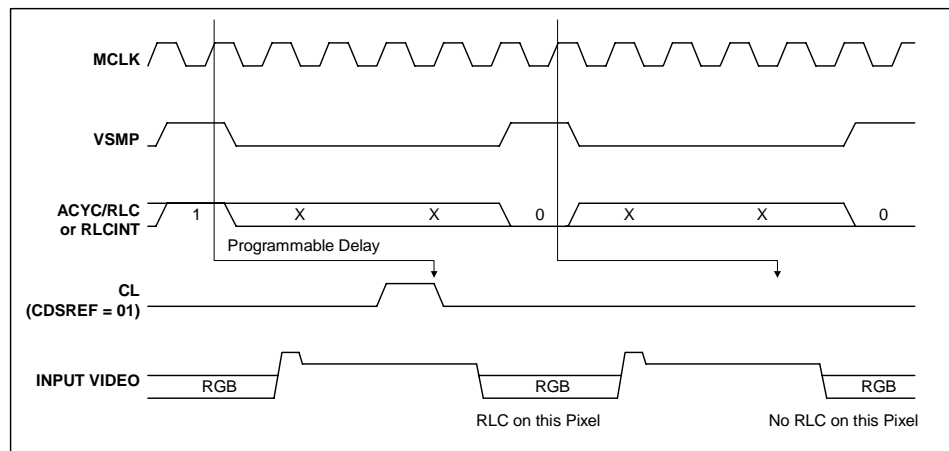 MCLK
VSMP
ACYC/RLC
or RLCINT
1 X X 0 X X 0
Programmable Delay
CL
(CDSREF = 01)
INPUT VIDEO
RGB RGB RGB
RLC on this Pixel No RLC on this Pixel